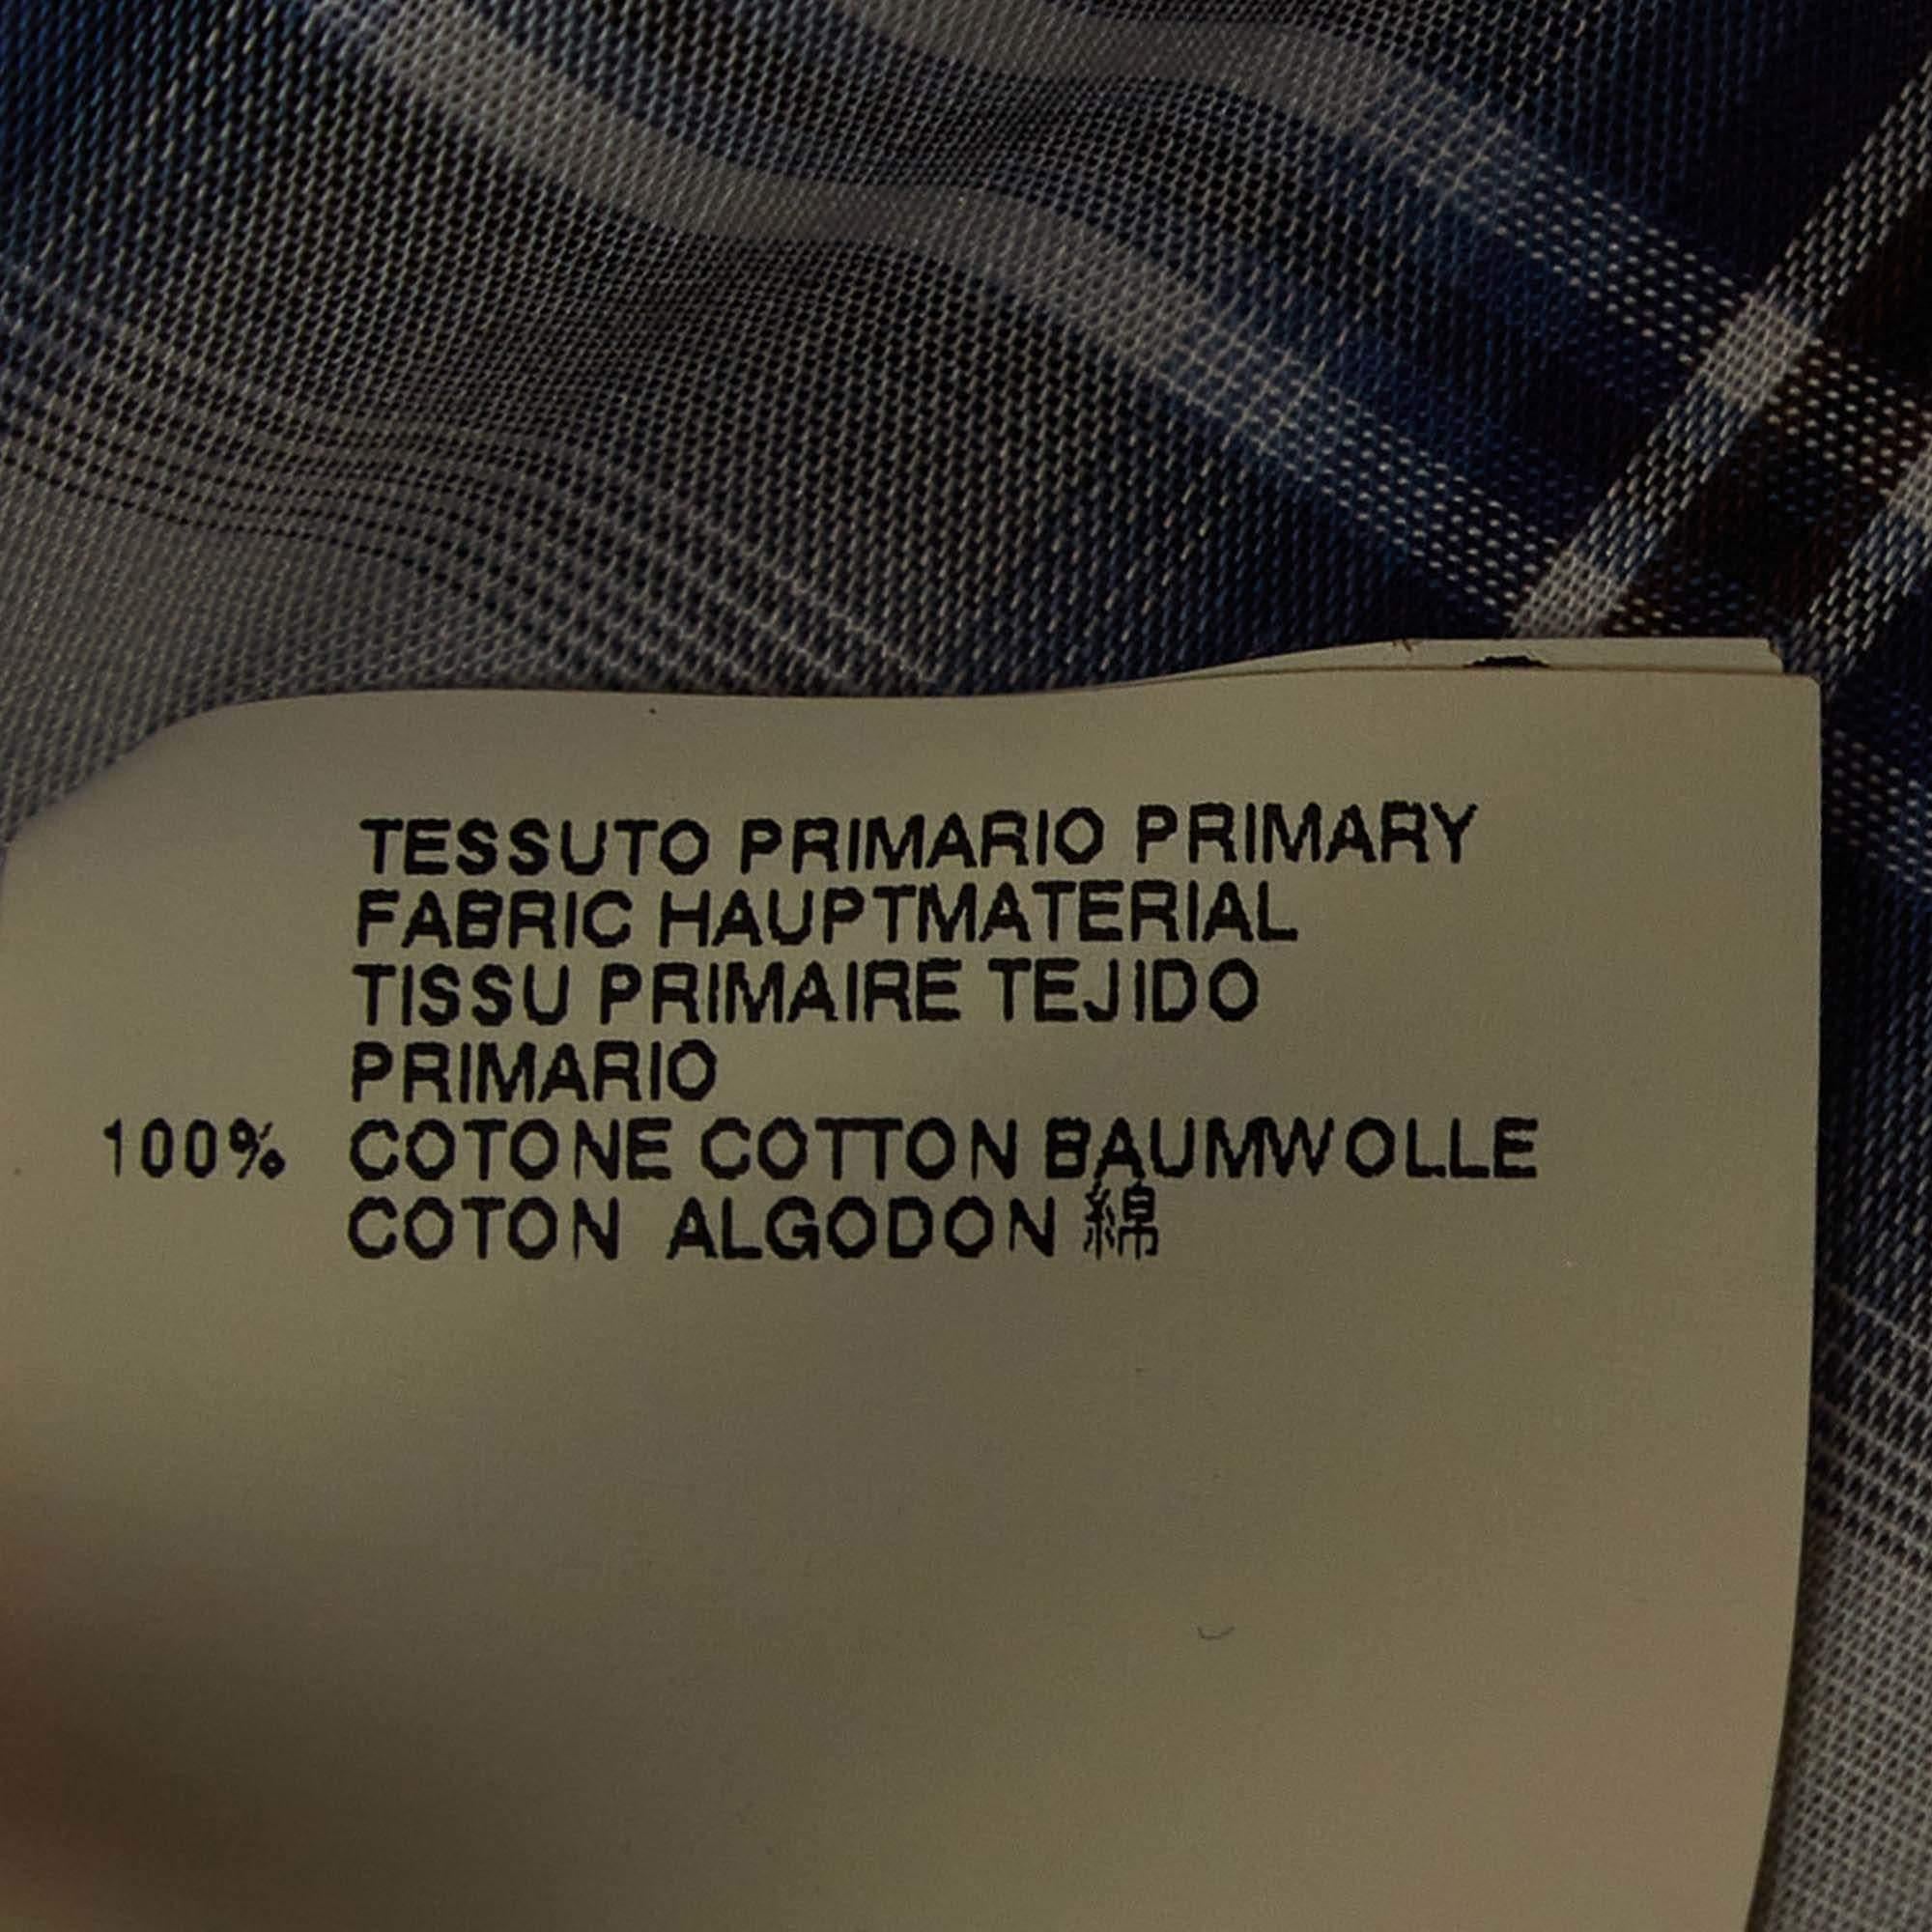 TESSUTO PRIMARIO PRIMARY
FABRIC HAUPTMATERIAL
TISSU PRIMAIRE TEJIDO
PRIMARIO
100% COTONE COTTON BAUMWOLLE
COTON ALGODON 綿